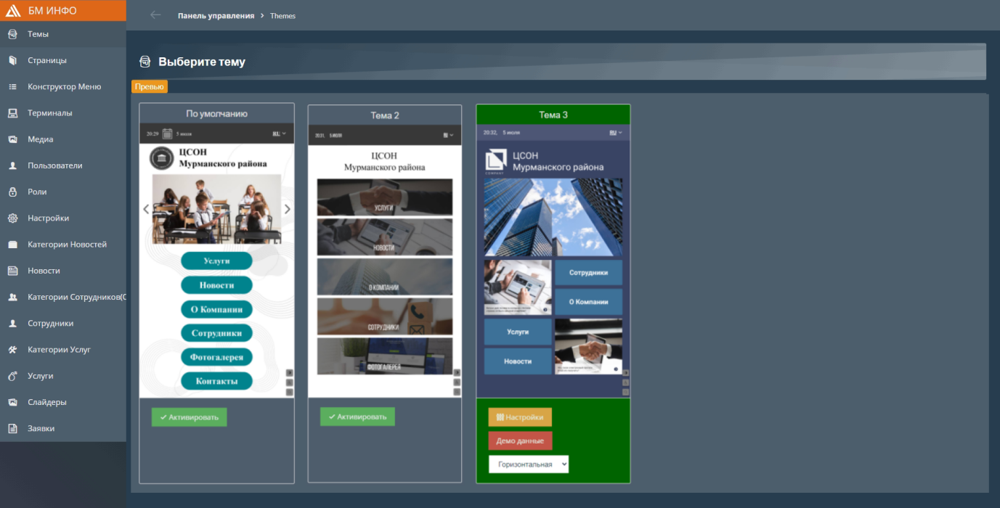 БМ ИНФО
Панель управления > Themes
Темы
Страницы
Конструктор Меню
Терминалы
Медиа
Пользователи
Роли
Настройки
Категории Новостей
Новости
Категории Сотрудников(С
Сотрудники
Категории Услуг
Услуги
Слайдеры
Заявки
Выберите тему
Превью
По умолчанию
20:29 5 июля RU
ЦСОН
Мурманского района
Услуги
Новости
О Компании
Сотрудники
Фотогалерея
Контакты
Активировать
Тема 2
20:31, 5 ИЮЛЯ
ЦСОН
Мурманского района
УСЛУГИ
НОВОСТИ
О КОМПАНИИ
СОТРУДНИКИ
ФОТОГАЛЕРЕЯ
Активировать
Тема 3
20:32, 5 июля RU
ЦСОН
Мурманского района
COMPANY
Сотрудники
О Компании
Услуги
Новости
Настройки
Демо данные
Горизонтальная